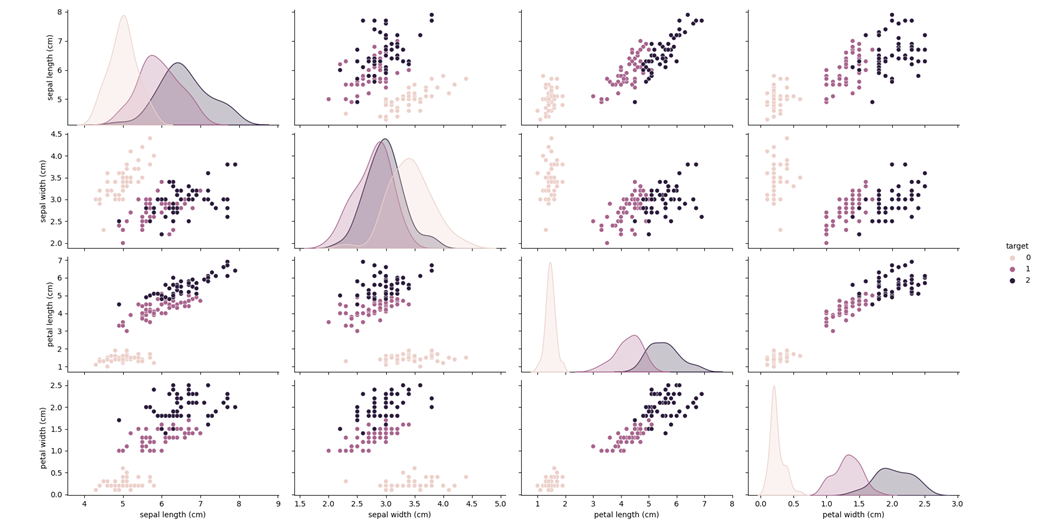 sepal length (cm)
8
7
6
5
sepal width (cm)
4.5
4.0
3.5
3.0
2.5
2.0
petal length (cm)
7
6
5
4
3
2
1
petal width (cm)
2.5
2.0
1.5
1.0
0.5
0.0
4 5 6 7 8 9
sepal length (cm)
1.5 2.0 2.5 3.0 3.5 4.0 4.5 5.0
sepal width (cm)
1 2 3 4 5 6 7 8
petal length (cm)
0.0 0.5 1.0 1.5 2.0 2.5 3.0
petal width (cm)
target
0
1
2